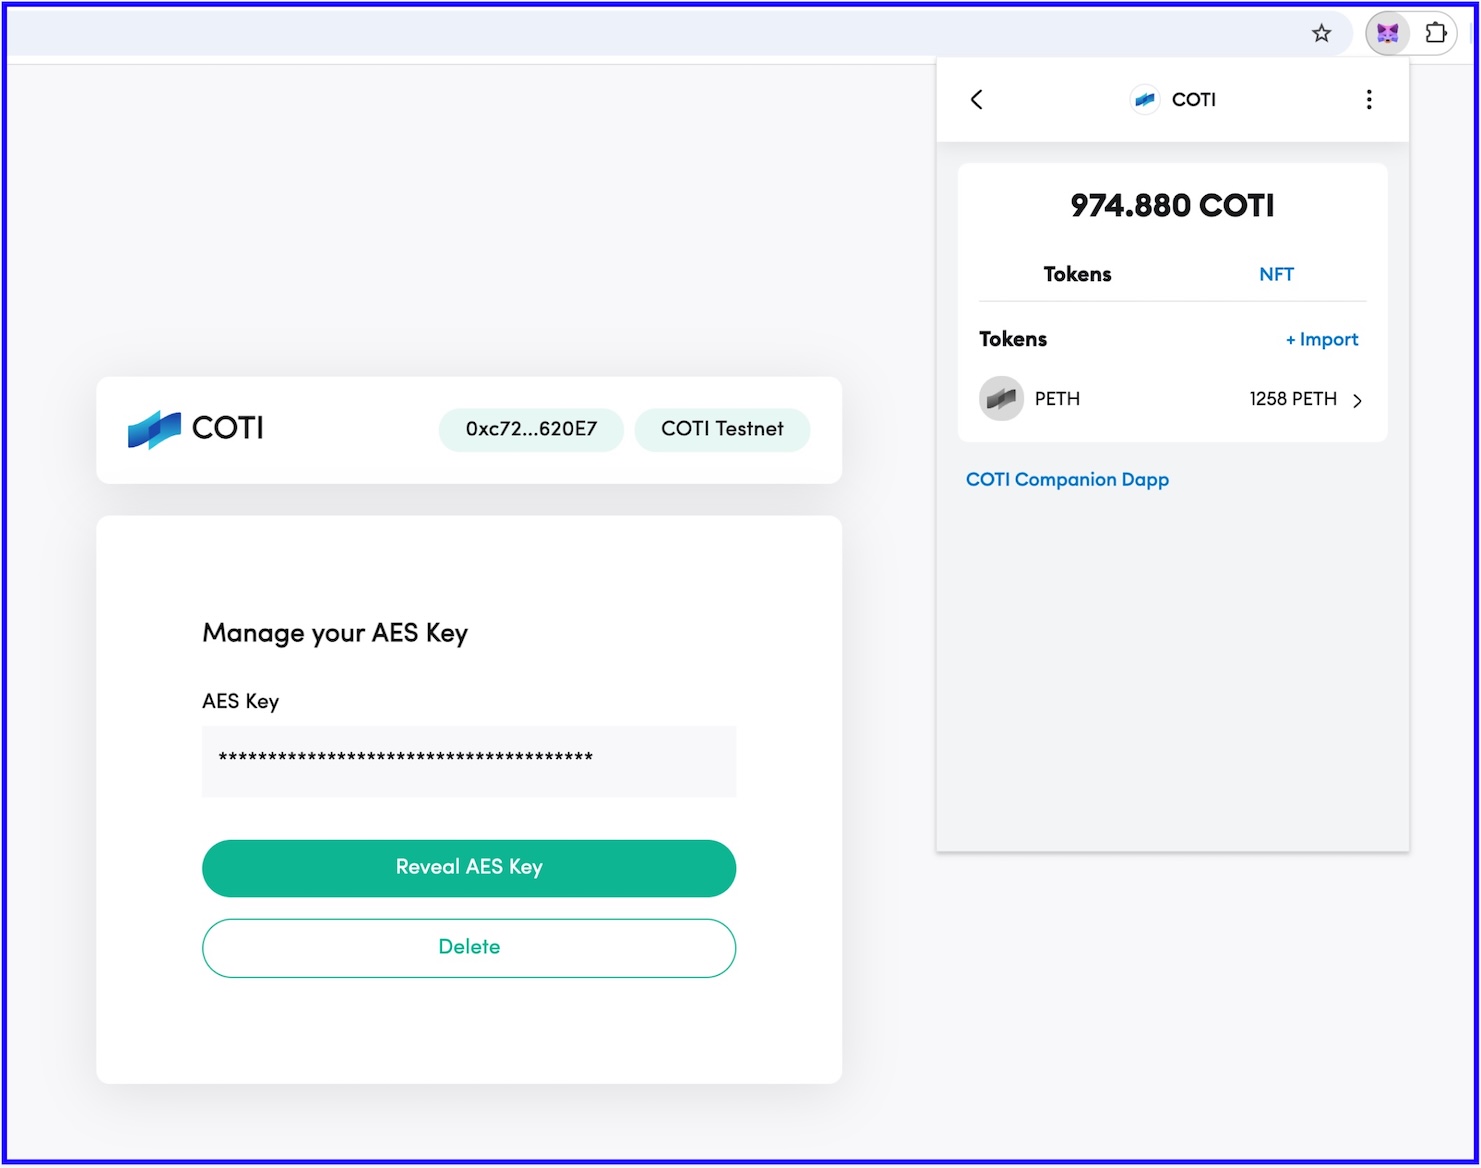 COTI
974.880 COTI
Tokens NFT
Tokens + Import
PETH 1258 PETH
COTI Companion Dapp
COTI 0xc72...620E7 COTI Testnet
Manage your AES Key
AES Key
**************************************
Reveal AES Key
Delete